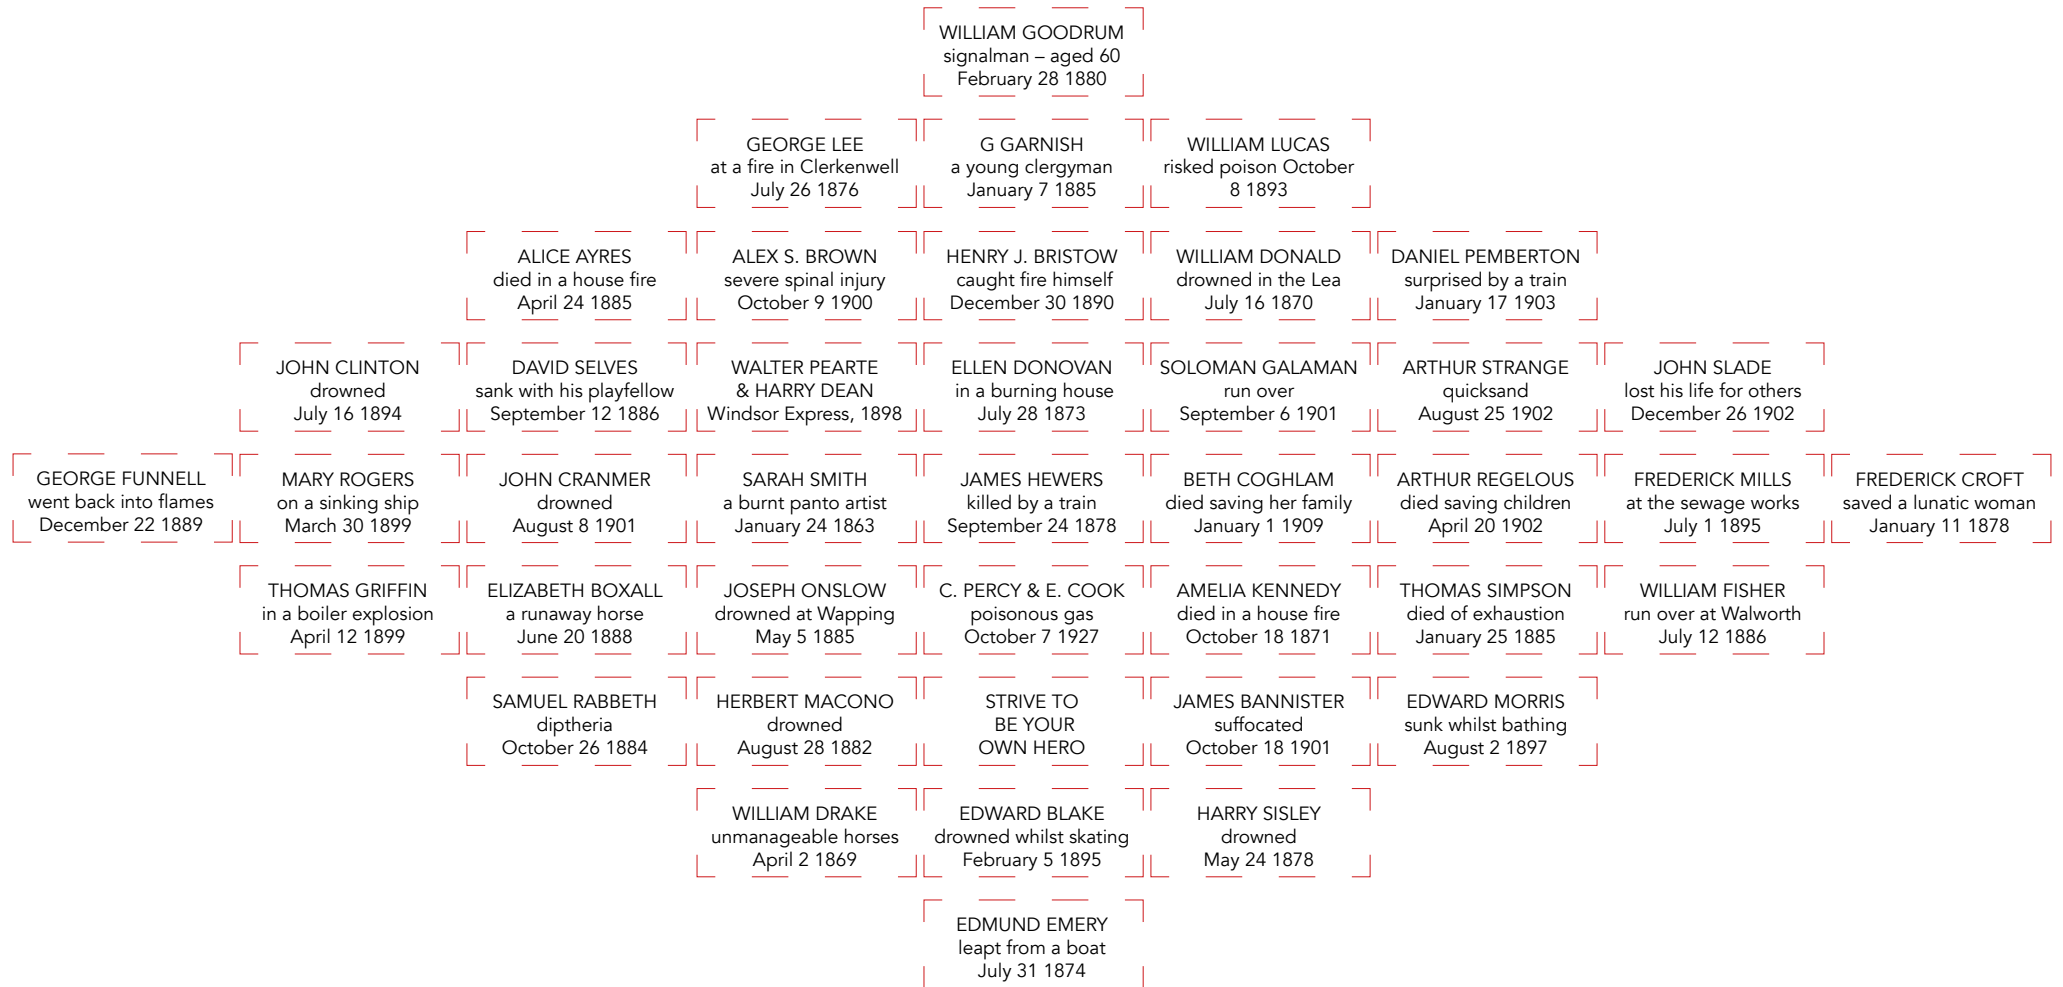 WILLIAM GOODRUM
signalman – aged 60
February 28 1880
GEORGE LEE
at a fire in Clerkenwell
July 26 1876
G GARNISH
a young clergyman
January 7 1885
WILLIAM LUCAS
risked poison October
8 1893
ALICE AYRES
died in a house fire
April 24 1885
ALEX S. BROWN
severe spinal injury
October 9 1900
HENRY J. BRISTOW
caught fire himself
December 30 1890
WILLIAM DONALD
drowned in the Lea
July 16 1870
DANIEL PEMBERTON
surprised by a train
January 17 1903
JOHN CLINTON
drowned
July 16 1894
DAVID SELVES
sank with his playfellow
September 12 1886
WALTER PEARTE
& HARRY DEAN
Windsor Express, 1898
ELLEN DONOVAN
in a burning house
July 28 1873
SOLOMAN GALAMAN
run over
September 6 1901
ARTHUR STRANGE
quicksand
August 25 1902
JOHN SLADE
lost his life for others
December 26 1902
GEORGE FUNNELL
went back into flames
December 22 1889
MARY ROGERS
on a sinking ship
March 30 1899
JOHN CRANMER
drowned
August 8 1901
SARAH SMITH
a burnt panto artist
January 24 1863
JAMES HEWERS
killed by a train
September 24 1878
BETH COGHLAM
died saving her family
January 1 1909
ARTHUR REGELOUS
died saving children
April 20 1902
FREDERICK MILLS
at the sewage works
July 1 1895
FREDERICK CROFT
saved a lunatic woman
January 11 1878
THOMAS GRIFFIN
in a boiler explosion
April 12 1899
ELIZABETH BOXALL
a runaway horse
June 20 1888
JOSEPH ONSLOW
drowned at Wapping
May 5 1885
C. PERCY & E. COOK
poisonous gas
October 7 1927
AMELIA KENNEDY
died in a house fire
October 18 1871
THOMAS SIMPSON
died of exhaustion
January 25 1885
WILLIAM FISHER
run over at Walworth
July 12 1886
SAMUEL RABBETH
diptheria
October 26 1884
HERBERT MACONO
drowned
August 28 1882
STRIVE TO
BE YOUR
OWN HERO
JAMES BANNISTER
suffocated
October 18 1901
EDWARD MORRIS
sunk whilst bathing
August 2 1897
WILLIAM DRAKE
unmanageable horses
April 2 1869
EDWARD BLAKE
drowned whilst skating
February 5 1895
HARRY SISLEY
drowned
May 24 1878
EDMUND EMERY
leapt from a boat
July 31 1874